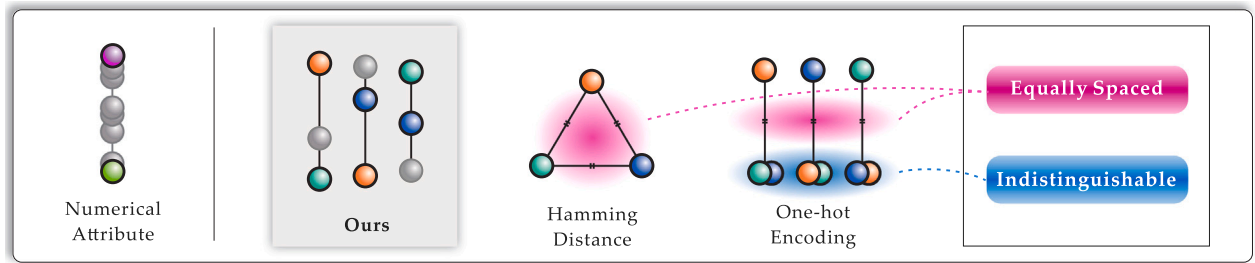 Numerical
Attribute
Ours
Hamming
Distance
One-hot
Encoding
Equally Spaced
Indistinguishable